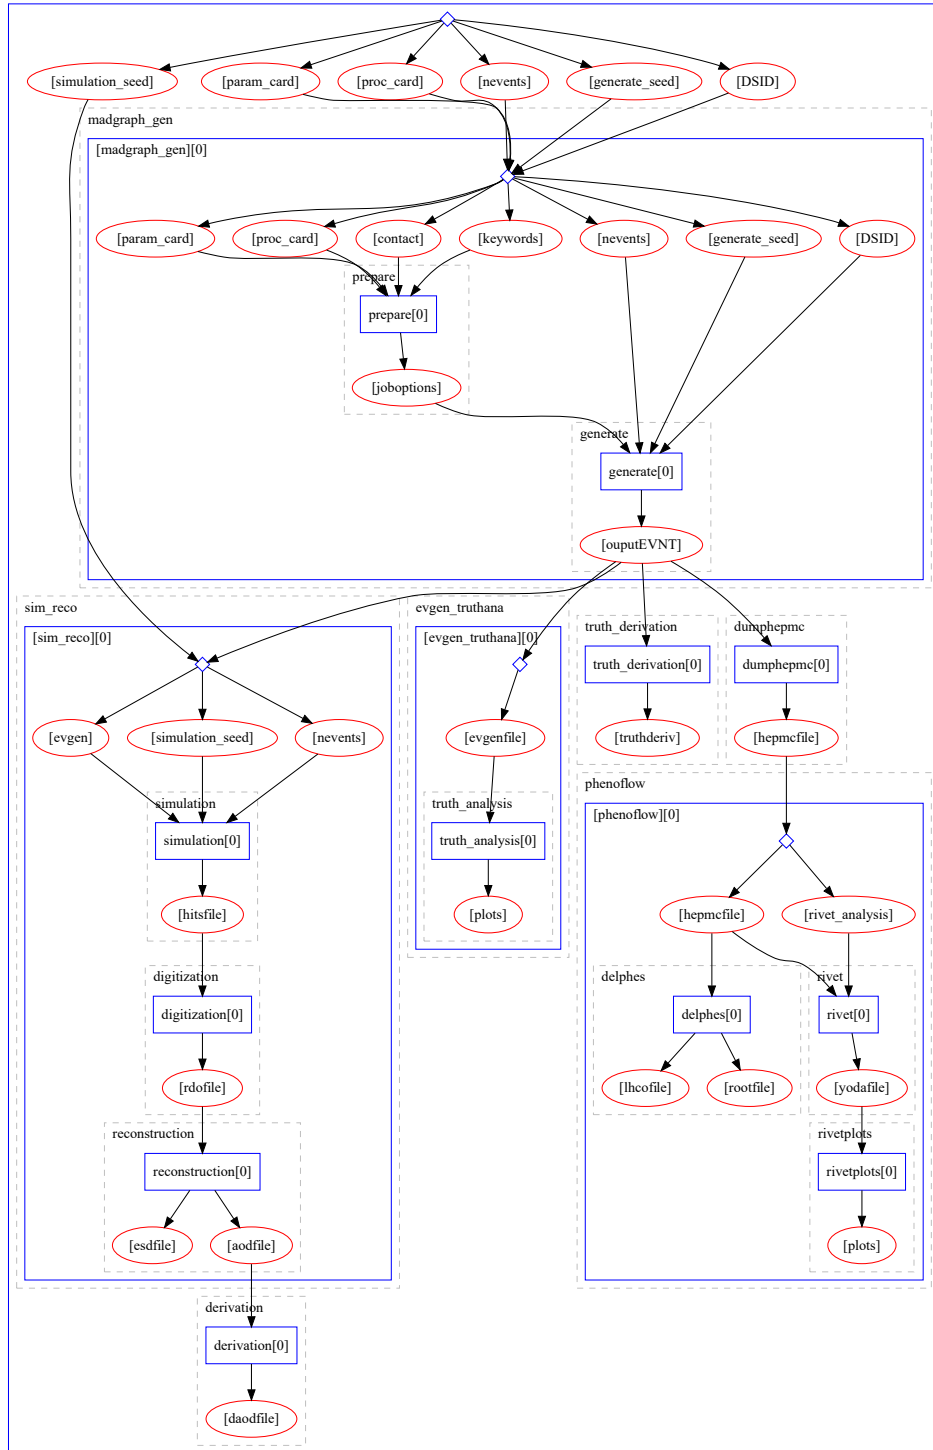 [simulation_seed]
[param_card]
[proc_card]
[nevents]
[generate_seed]
[DSID]
madgraph_gen
[madgraph_gen][0]
[param_card]
[proc_card]
[contact]
[keywords]
[nevents]
[generate_seed]
[DSID]
prepare
prepare[0]
[joboptions]
generate
generate[0]
[ouputEVNT]
sim_reco
[sim_reco][0]
[evgen]
[simulation_seed]
[nevents]
simulation
simulation[0]
[hitsfile]
digitization
digitization[0]
[rdofile]
reconstruction
reconstruction[0]
[esdfile]
[aodfile]
derivation
derivation[0]
[daodfile]
evgen_truthana
[evgen_truthana][0]
[evgenfile]
truth_analysis
truth_analysis[0]
[plots]
truth_derivation
truth_derivation[0]
[truthderiv]
dumphepmc
dumphepmc[0]
[hepmcfile]
phenoflow
[phenoflow][0]
[hepmcfile]
[rivet_analysis]
delphes
delphes[0]
[lhcofile]
[rootfile]
rivet
rivet[0]
[yodafile]
rivetplots
rivetplots[0]
[plots]